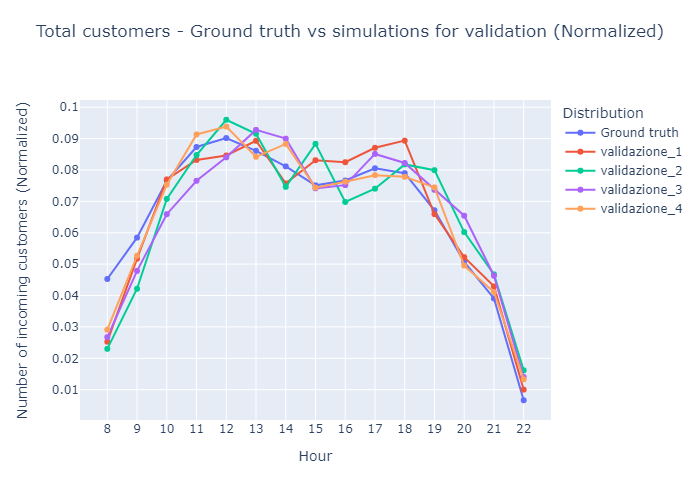 Total customers - Ground truth vs simulations for validation (Normalized)
Number of incoming customers (Normalized)
0.1
0.09
0.08
0.07
0.06
0.05
0.04
0.03
0.02
0.01
8 9 10 11 12 13 14 15 16 17 18 19 20 21 22
Hour
Distribution
Ground truth
validazione_1
validazione_2
validazione_3
validazione_4